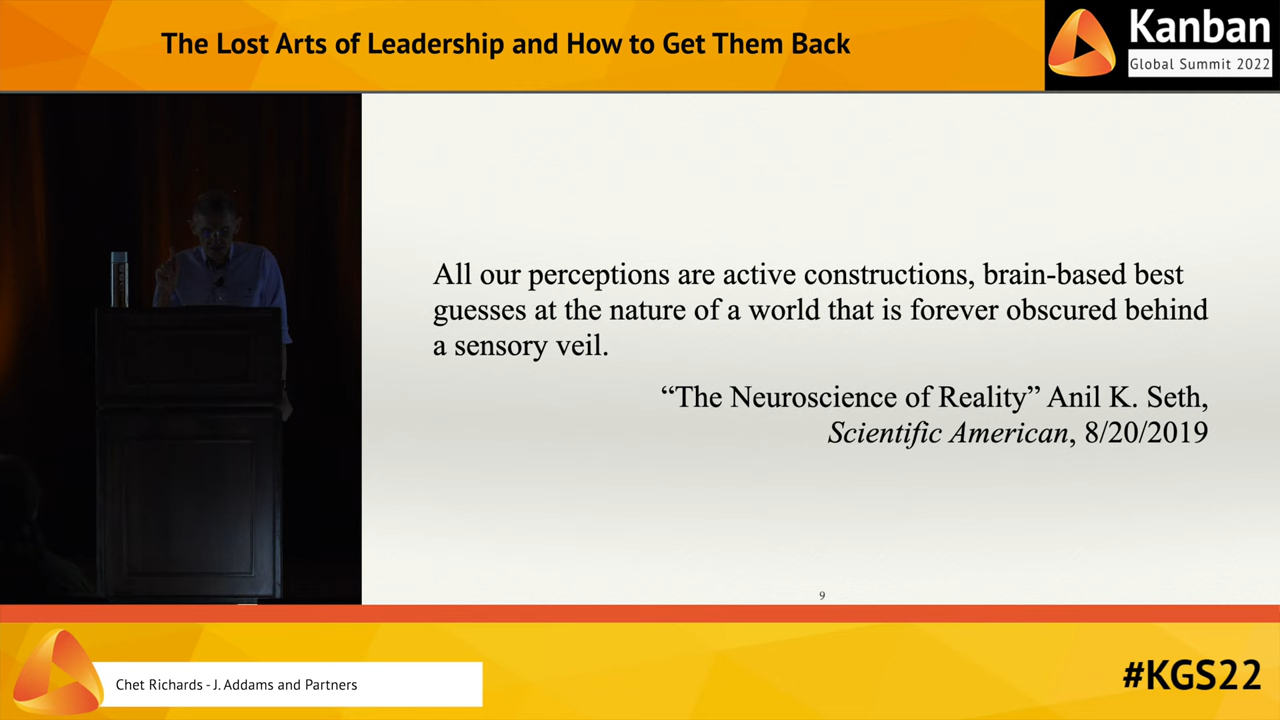 The Lost Arts of Leadership and How to Get Them Back
Kanban
Global Summit 2022
All our perceptions are active constructions, brain-based best
guesses at the nature of a world that is forever obscured behind
a sensory veil.
“The Neuroscience of Reality” Anil K. Seth,
Scientific American, 8/20/2019
9
Chet Richards - J. Addams and Partners
#KGS22